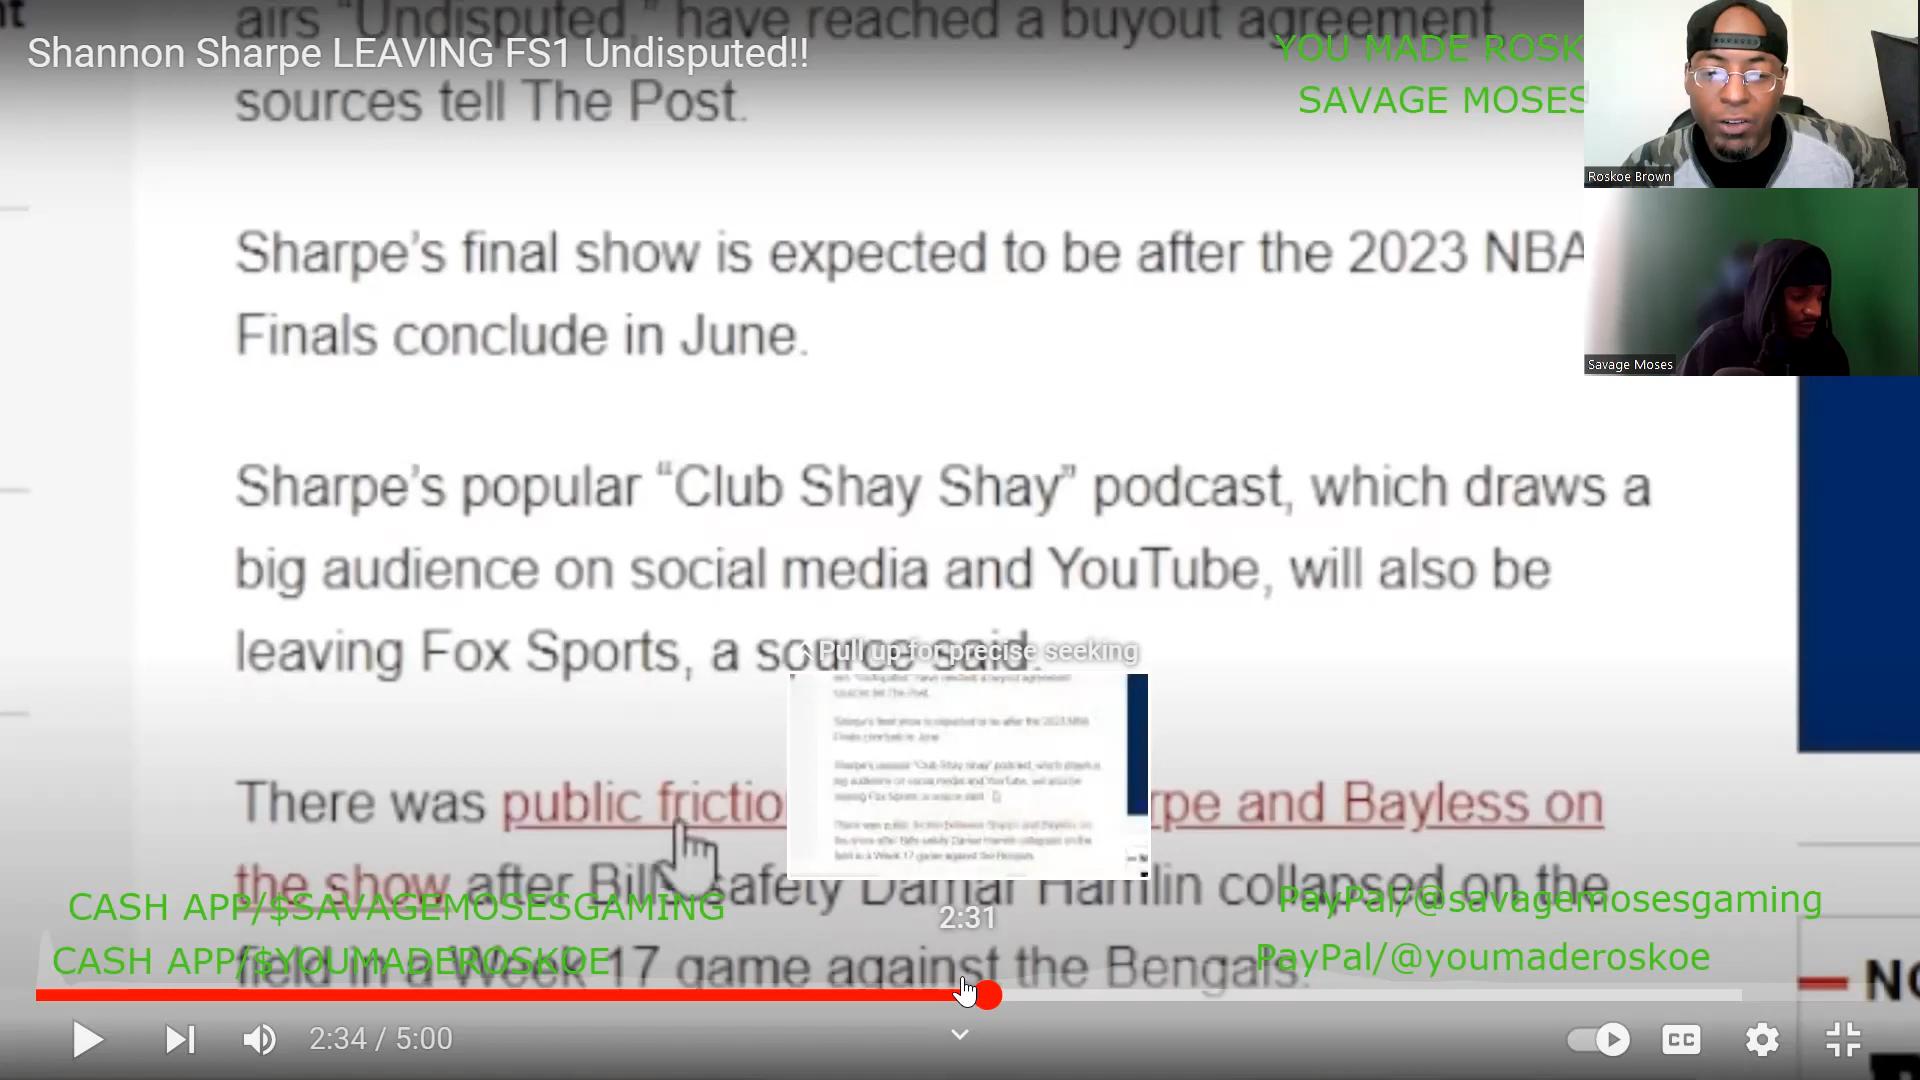 nt
airs “Undisputed,” have reached a buyout agreement
Shannon Sharpe LEAVING FS1 Undisputed!!
YOU MADE ROSK
sources tell The Post.
SAVAGE MOSES
Roskoe Brown
Sharpe’s final show is expected to be after the 2023 NBA
Finals conclude in June.
Savage Moses
Sharpe’s popular “Club Shay Shay” podcast, which draws a
big audience on social media and YouTube, will also be
leaving Fox Sports, a source said.
Pull up for precise seeking
There was public frictio rpe and Bayless on
the show after Bills safety Damar Hamlin collapsed on the
CASH APP/$SAVAGEMOSESGAMING
PayPal/@savagemosesgaming
2:31
field in a Week 17 game against the Bengals.
CASH APP/$YOUMADEROSKOE
PayPal/@youmaderoskoe
NO
2:34 / 5:00
CC